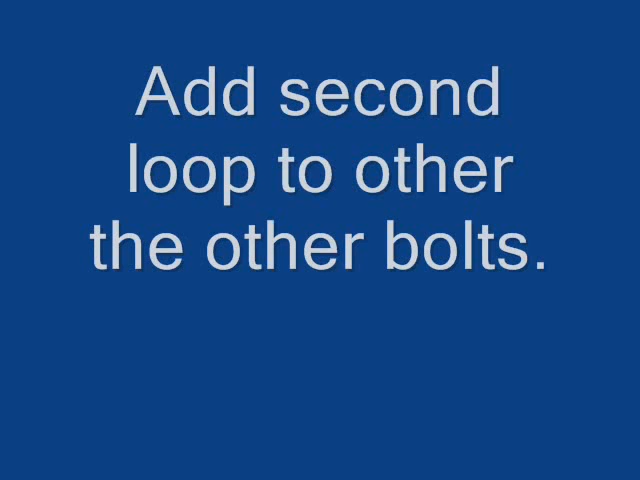 Add second
loop to other
the other bolts.